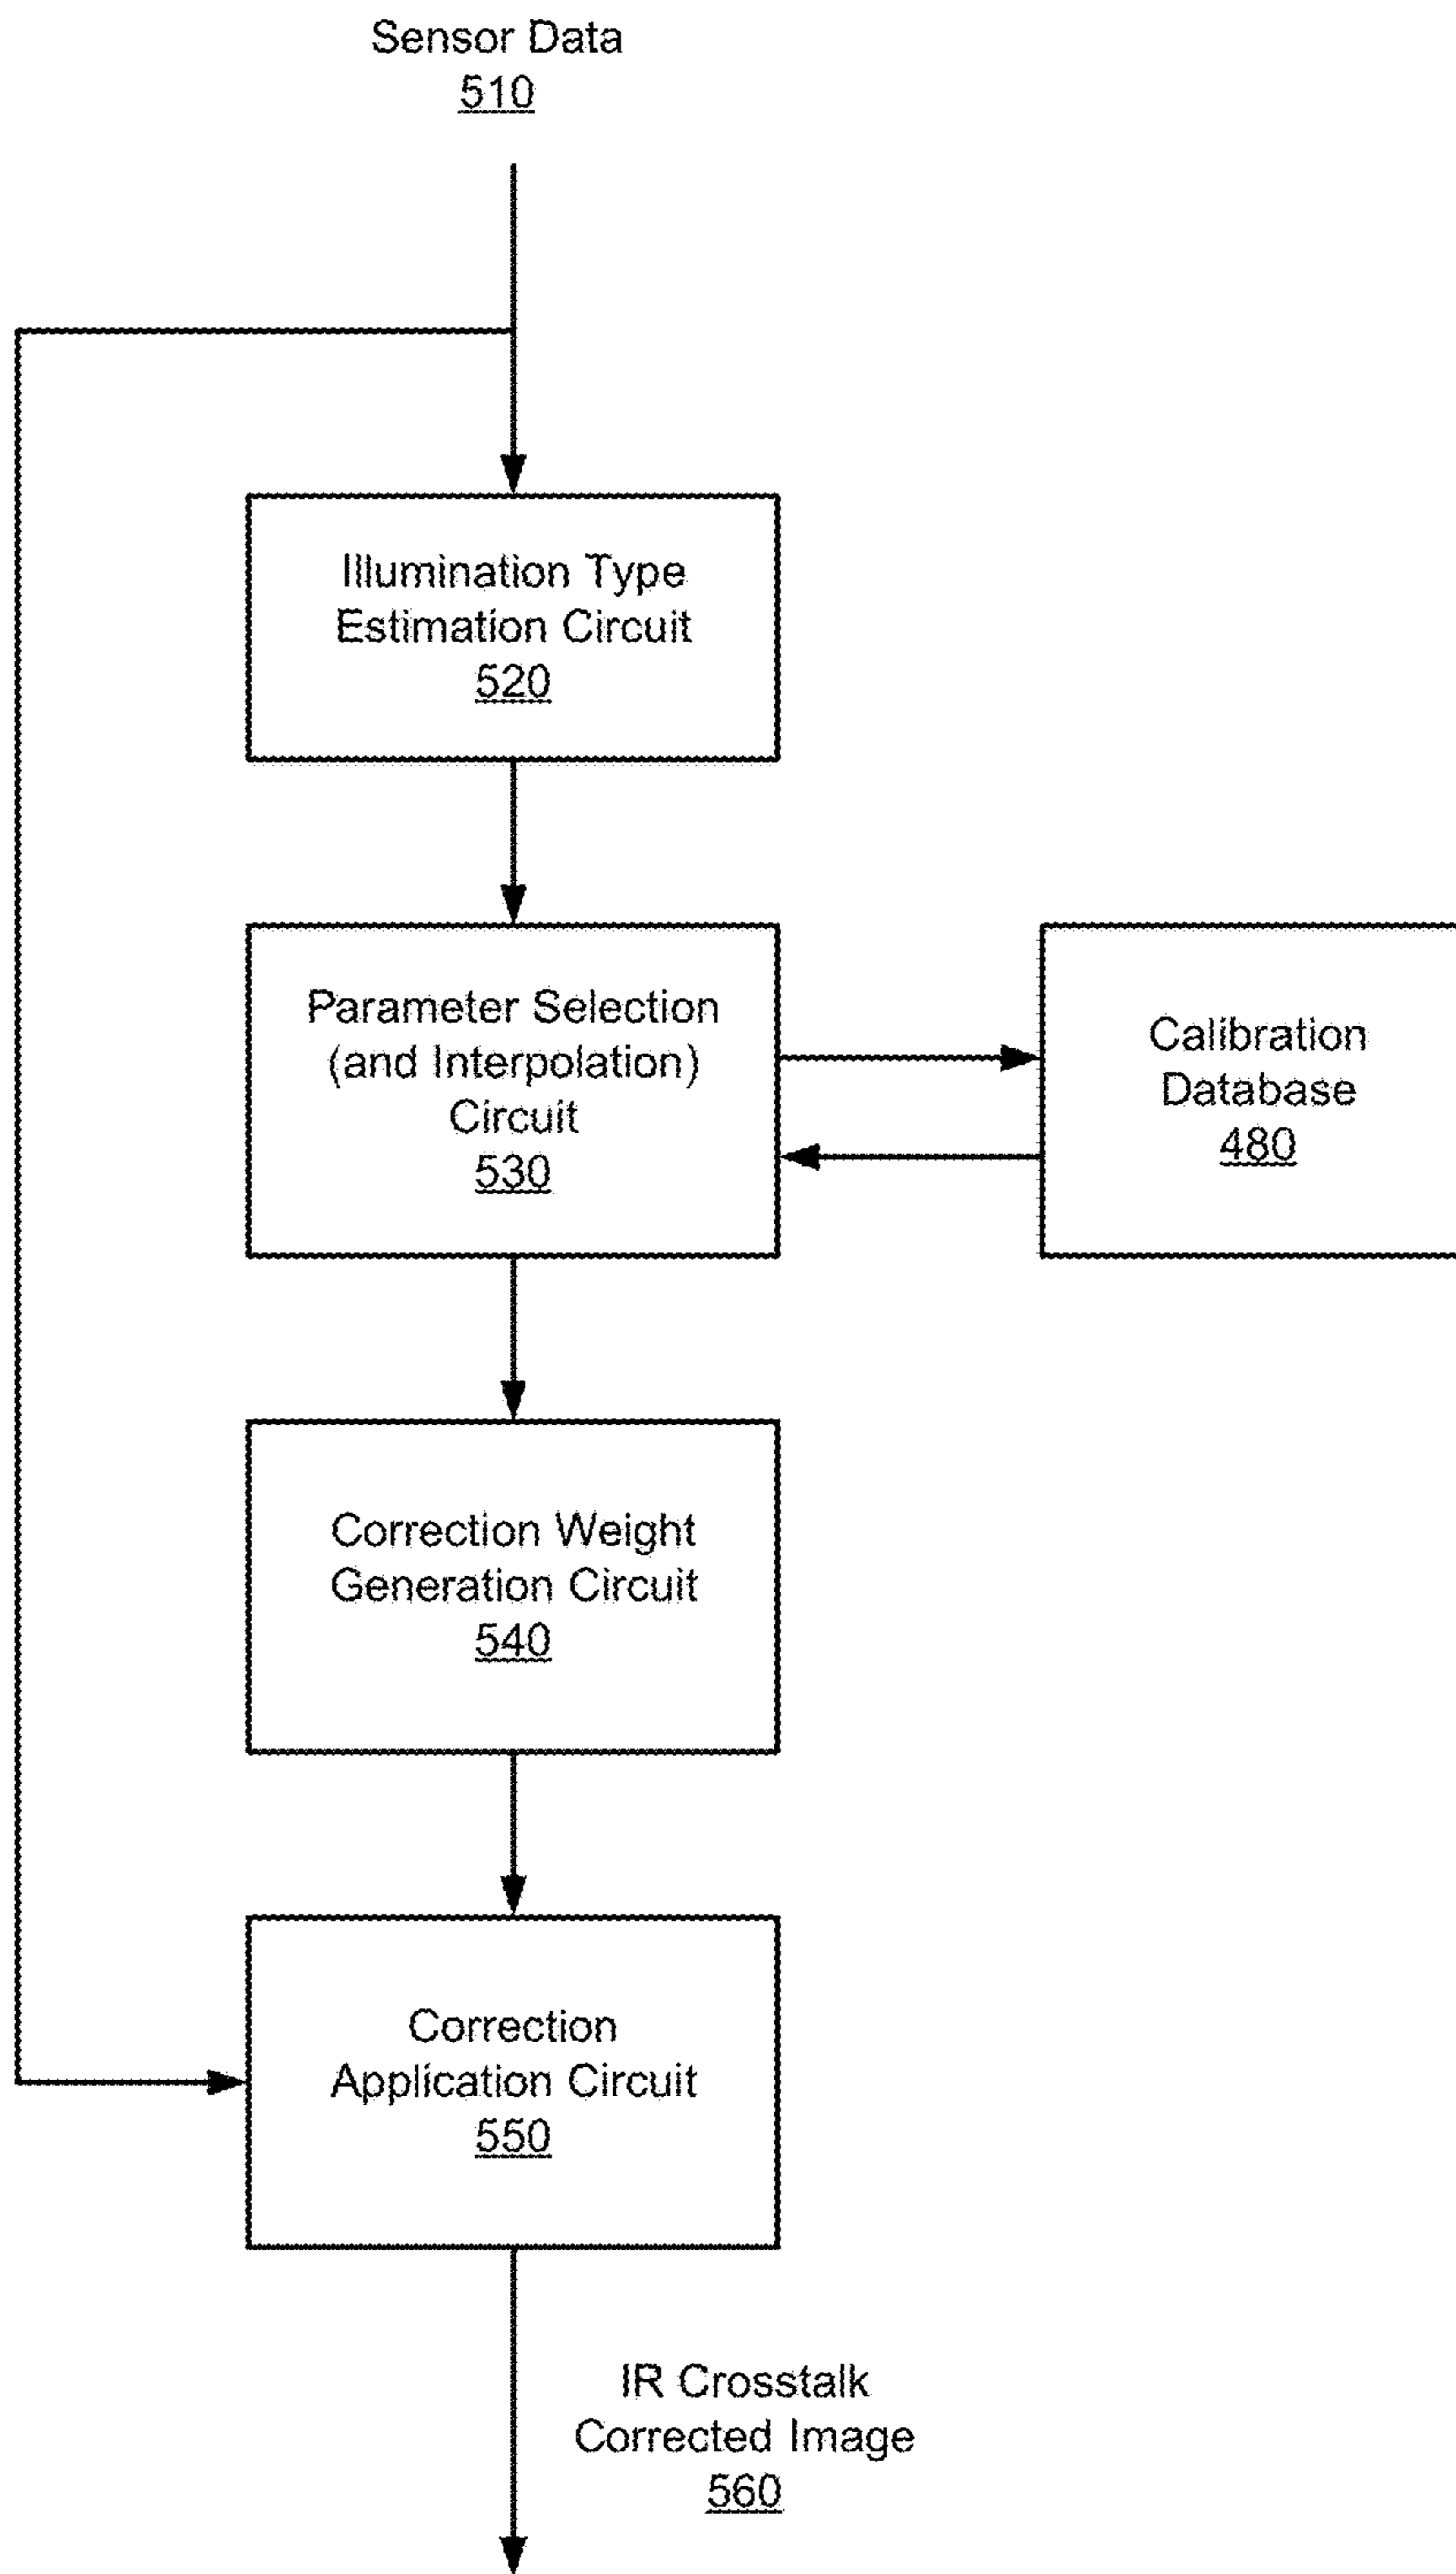 Sensor Data
510
Illumination Type
Estimation Circuit
520
Parameter Selection
(and Interpolation)
Circuit
530
Calibration
Database
480
Correction Weight
Generation Circuit
540
Correction
Application Circuit
550
IR Crosstalk
Corrected Image
560